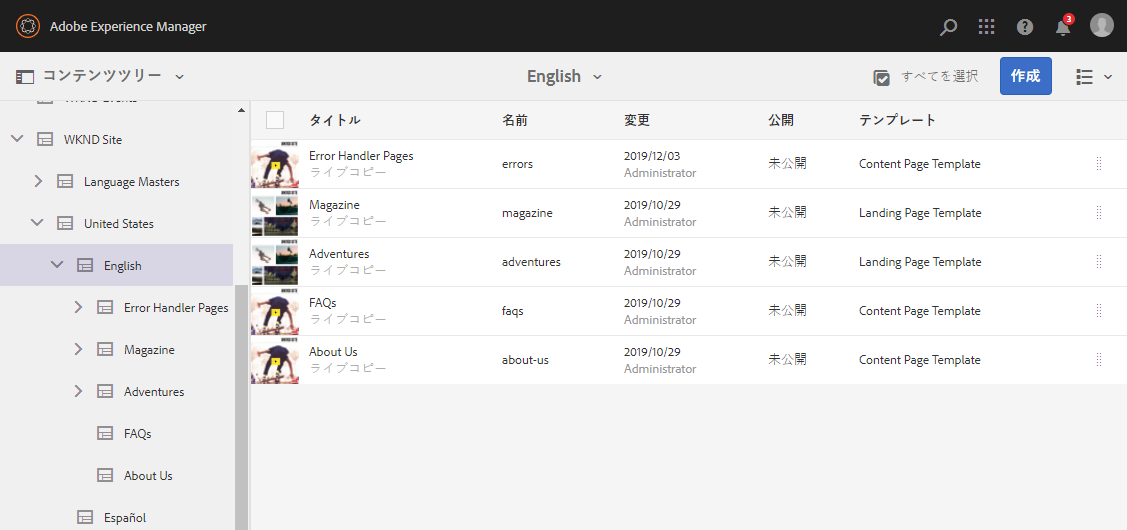 Adobe Experience Manager
3
コンテンツツリー
English
すべてを選択
作成
WKND Events
WKND Site
Language Masters
United States
English
Error Handler Pages
Magazine
Adventures
FAQs
About Us
Español
タイトル 名前 変更 公開 テンプレート
Error Handler Pages errors 2019/12/03 未公開 Content Page Template
ライブコピー Administrator
Magazine magazine 2019/10/29 未公開 Landing Page Template
ライブコピー Administrator
Adventures adventures 2019/10/29 未公開 Landing Page Template
ライブコピー Administrator
FAQs faqs 2019/10/29 未公開 Content Page Template
ライブコピー Administrator
About Us about-us 2019/10/29 未公開 Content Page Template
ライブコピー Administrator